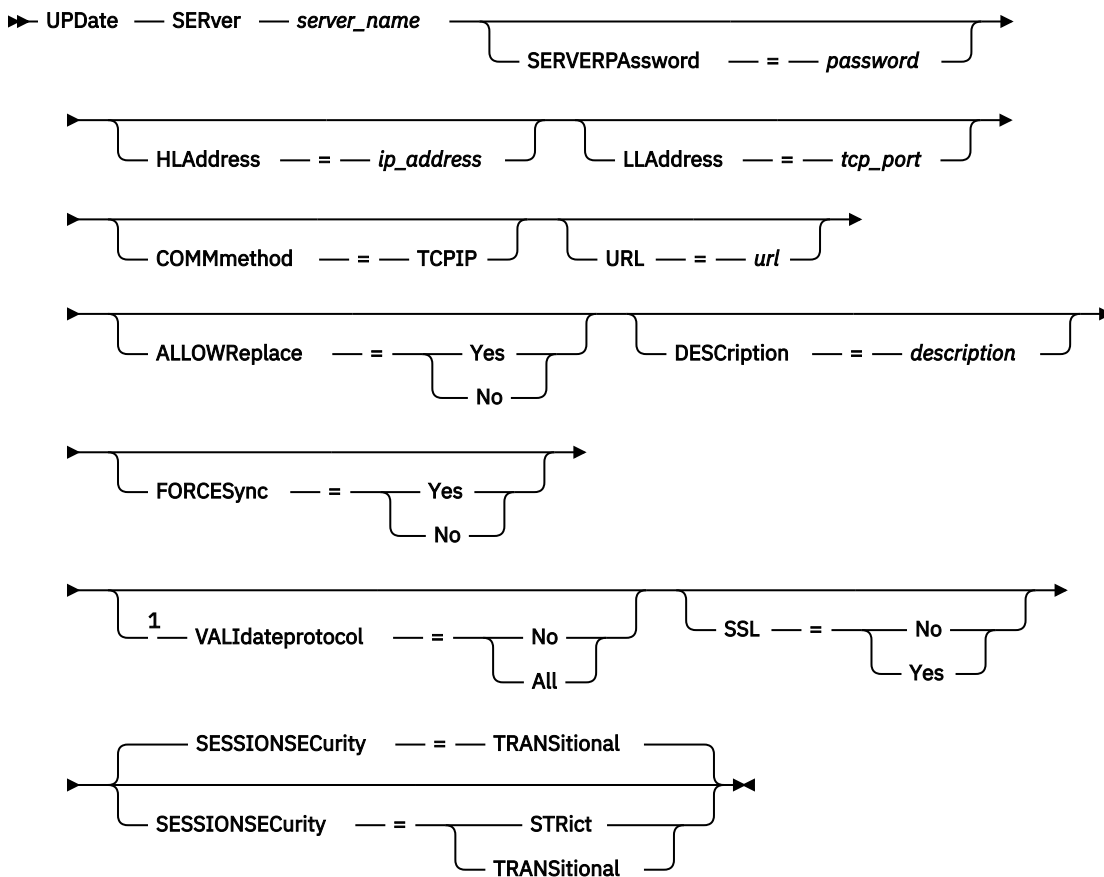 UPDate SERver server_name
SERVERPAssword = password
HLAddress = ip_address LLAddress = tcp_port
COMMmethod = TCPIP URL = url
ALLOWReplace = Yes DESCription = description
No
FORCESync = Yes
No
1 VALIdateprotocol = No SSL = No
All Yes
SESSIONSECurity = TRANSitional
SESSIONSECurity = STRict
TRANSitional